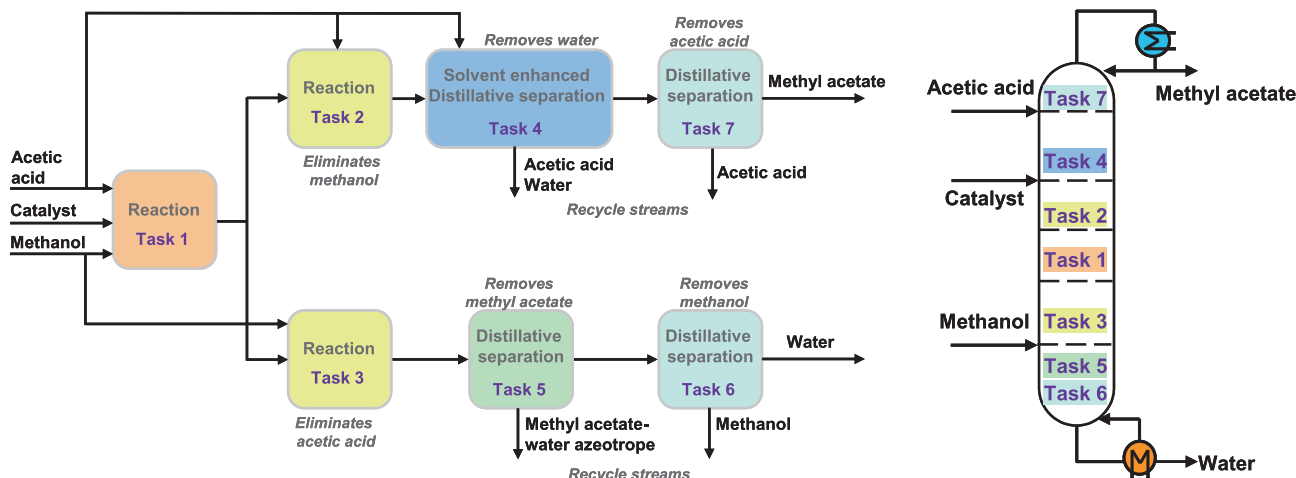 Removes water
Removes
acetic acid
Reaction
Task 2
Solvent enhanced
Distillative separation
Task 4
Distillative
separation
Task 7
Methyl acetate
Eliminates
methanol
Acetic acid
Water
Acetic acid
Recycle streams
Acetic
acid
Catalyst
Methanol
Reaction
Task 1
Removes
methyl acetate
Removes
methanol
Reaction
Task 3
Distillative
separation
Task 5
Distillative
separation
Task 6
Water
Eliminates
acetic acid
Methyl acetate-
water azeotrope
Methanol
Recycle streams
Acetic acid
Task 7
Methyl acetate
Task 4
Catalyst
Task 2
Task 1
Methanol
Task 3
Task 5
Task 6
Water